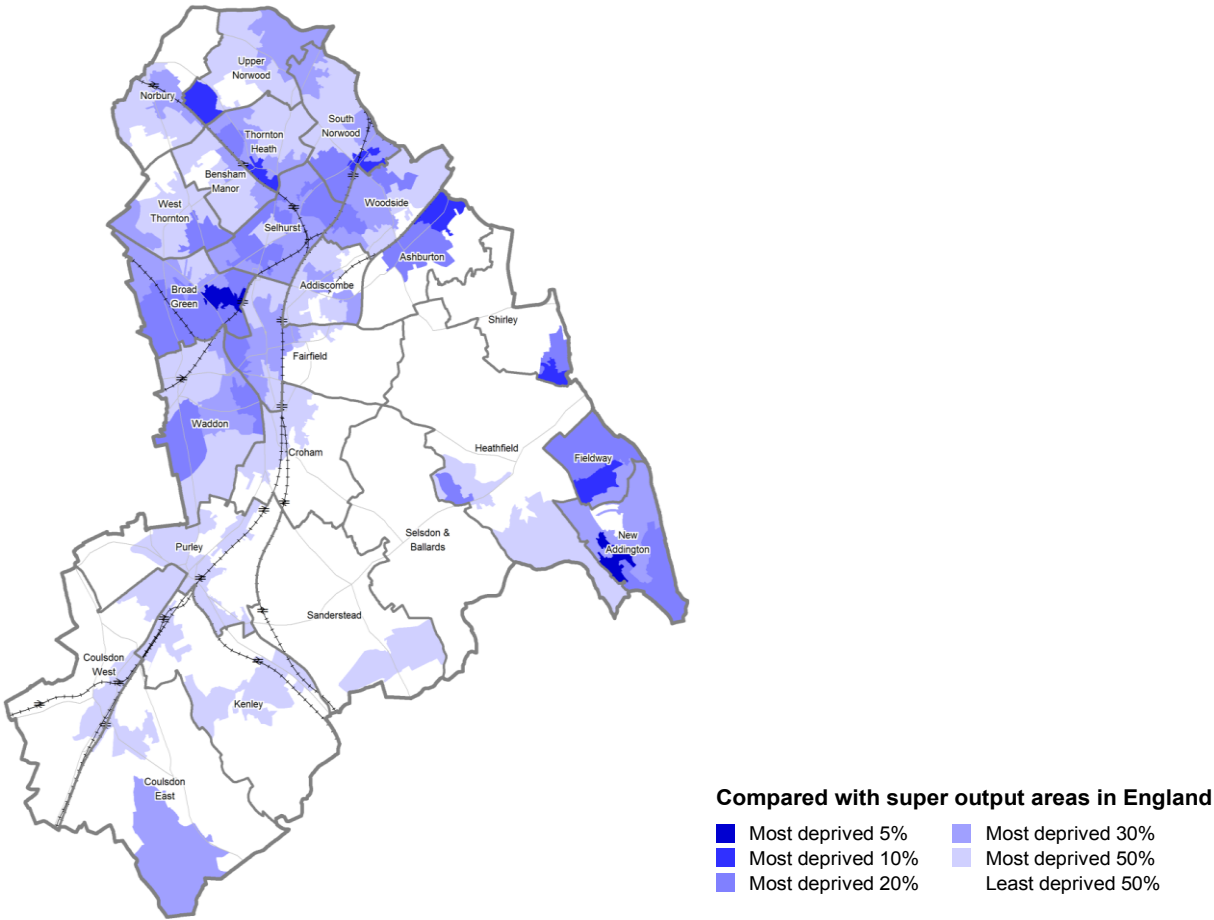 Upper
Norwood
Norbury
South
Norwood
Thornton
Heath
Bensham
Manor
West
Thornton
Woodside
Selhurst
Ashburton
Addiscombe
Broad
Green
Shirley
Fairfield
Waddon
Croham
Heathfield
Fieldway
New
Addington
Selsdon &
Ballards
Purley
Sanderstead
Coulsdon
West
Kenley
Coulsdon
East
Compared with super output areas in England
Most deprived 5%
Most deprived 10%
Most deprived 20%
Most deprived 30%
Most deprived 50%
Least deprived 50%